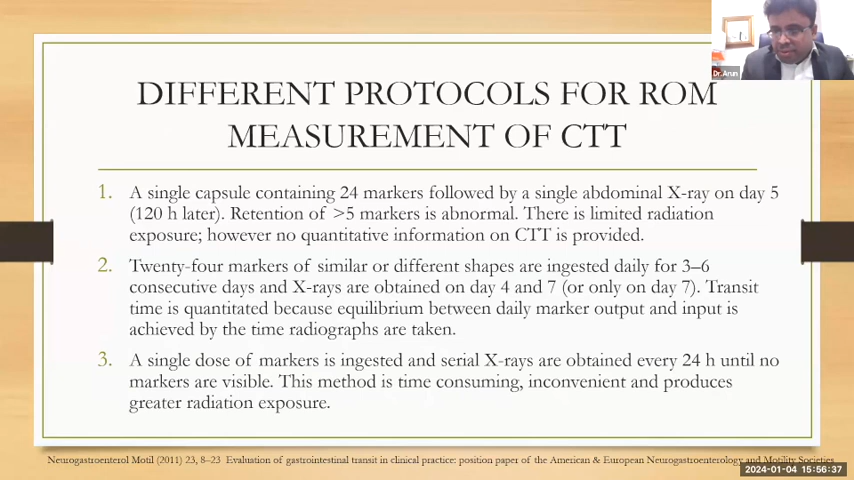 DIFFERENT PROTOCOLS FOR ROM
MEASUREMENT OF CTT
1. A single capsule containing 24 markers followed by a single abdominal X-ray on day 5
(120 h later). Retention of >5 markers is abnormal. There is limited radiation
exposure; however no quantitative information on CTT is provided.
2. Twenty-four markers of similar or different shapes are ingested daily for 3–6
consecutive days and X-rays are obtained on day 4 and 7 (or only on day 7). Transit
time is quantitated because equilibrium between daily marker output and input is
achieved by the time radiographs are taken.
3. A single dose of markers is ingested and serial X-rays are obtained every 24 h until no
markers are visible. This method is time consuming, inconvenient and produces
greater radiation exposure.
Neurogastroenterol Motil (2011) 23, 8–23 Evaluation of gastrointestinal transit in clinical practice: position paper of the American & European Neurogastroenterology and Motility Societies
Dr.Arun
2024-01-04 15:56:37